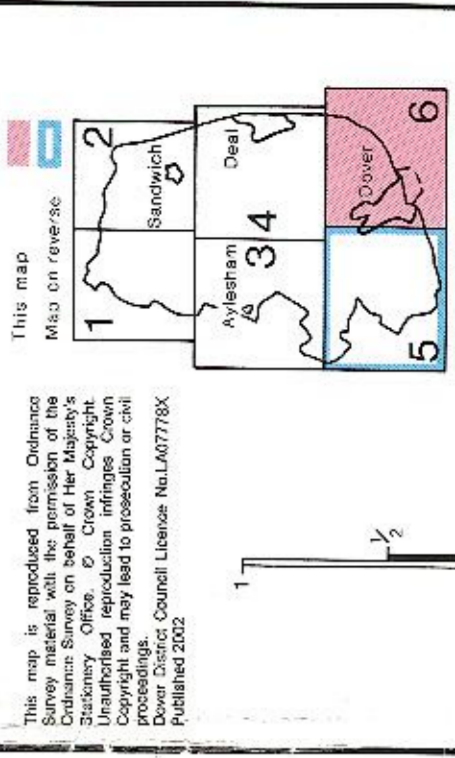 This map is reproduced from Ordnance
Survey material with the permission of the
Ordnance Survey on behalf of Her Majesty's
Stationery Office. © Crown Copyright.
Unauthorised reproduction infringes Crown
Copyright and may lead to prosecution or civil
proceedings.
Dover District Council Licence No.LA07778X
Published 2002
This map
Map on reverse
1
2
Sandwich
Aylesham
3
4
Deal
5
Dover
6
1
1/2